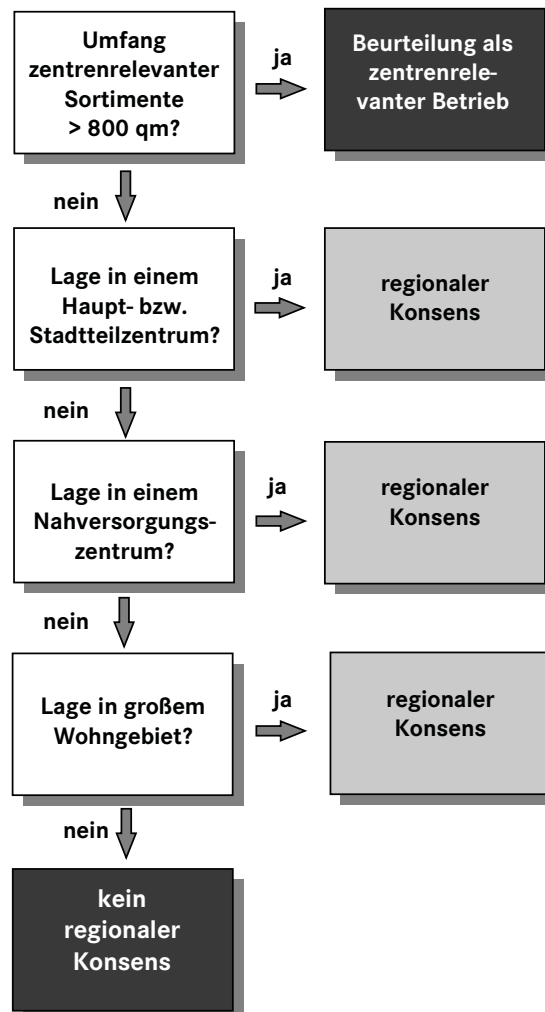 Umfang
zentrenrelevanter
Sortimente
> 800 qm?
ja
Beurteilung als
zentrenrele-
vanter Betrieb
nein
Lage in einem
Haupt- bzw.
Stadtteilzentrum?
ja
regionaler
Konsens
nein
Lage in einem
Nahversorgungs-
zentrum?
ja
regionaler
Konsens
nein
Lage in großem
Wohngebiet?
ja
regionaler
Konsens
nein
kein
regionaler
Konsens